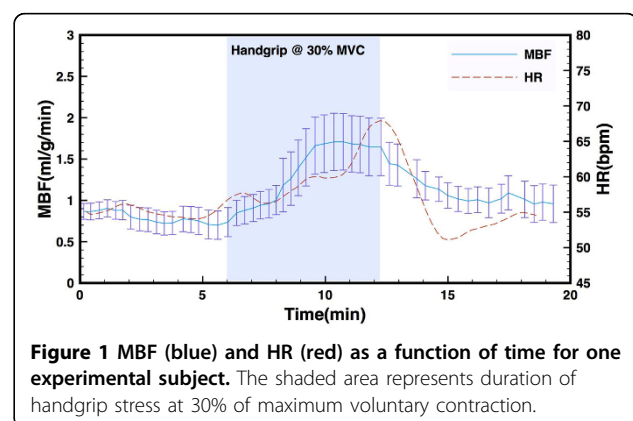 3
2.5
2
1.5
1
0.5
0
MBF(ml/g/min)
Handgrip @ 30% MVC
MBF
HR
80
75
70
65
60
55
50
45
HR(bpm)
0 5 10 15 20
Time(min)
Figure 1 MBF (blue) and HR (red) as a function of time for one
experimental subject. The shaded area represents duration of
handgrip stress at 30% of maximum voluntary contraction.